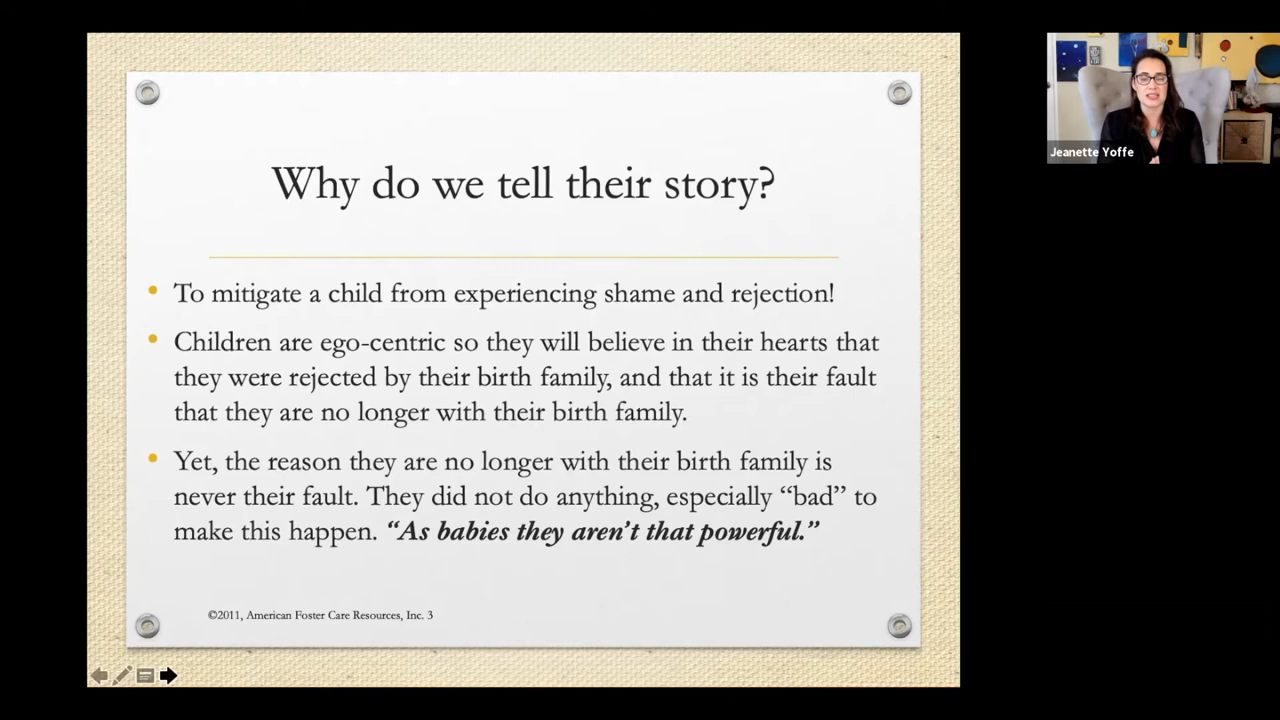 Why do we tell their story?
• To mitigate a child from experiencing shame and rejection!
• Children are ego-centric so they will believe in their hearts that
they were rejected by their birth family, and that it is their fault
that they are no longer with their birth family.
• Yet, the reason they are no longer with their birth family is
never their fault. They did not do anything, especially “bad” to
make this happen. “As babies they aren’t that powerful.”
©2011, American Foster Care Resources, Inc. 3
Jeanette Yoffe